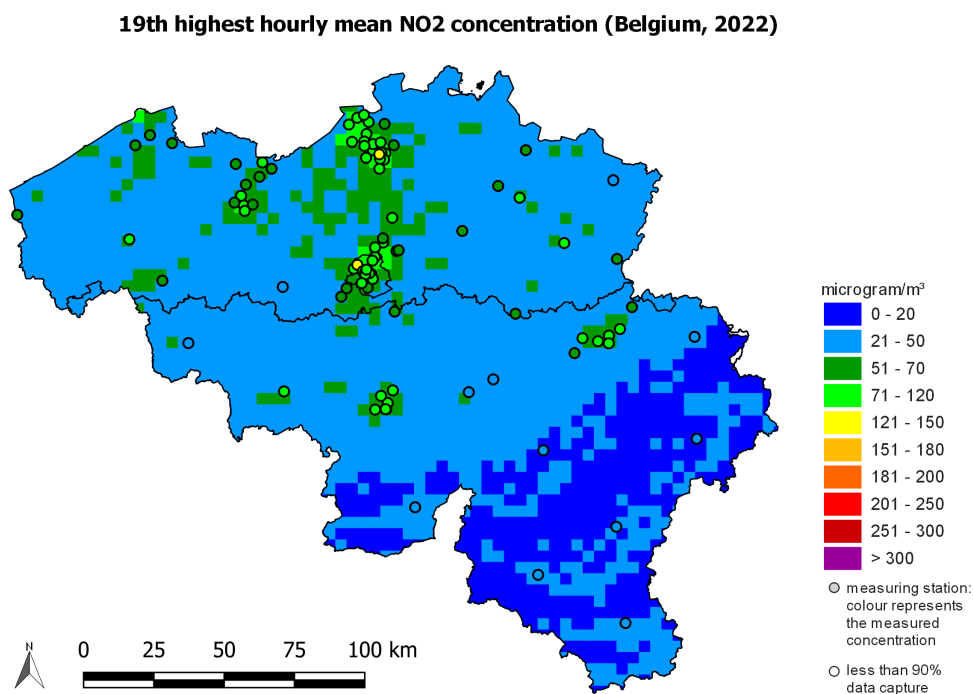 19th highest hourly mean NO2 concentration (Belgium, 2022)
microgram/m³
0 - 20
21 - 50
51 - 70
71 - 120
121 - 150
151 - 180
181 - 200
201 - 250
251 - 300
> 300
measuring station:
colour represents
the measured
concentration
less than 90%
data capture
N
0 25 50 75 100 km